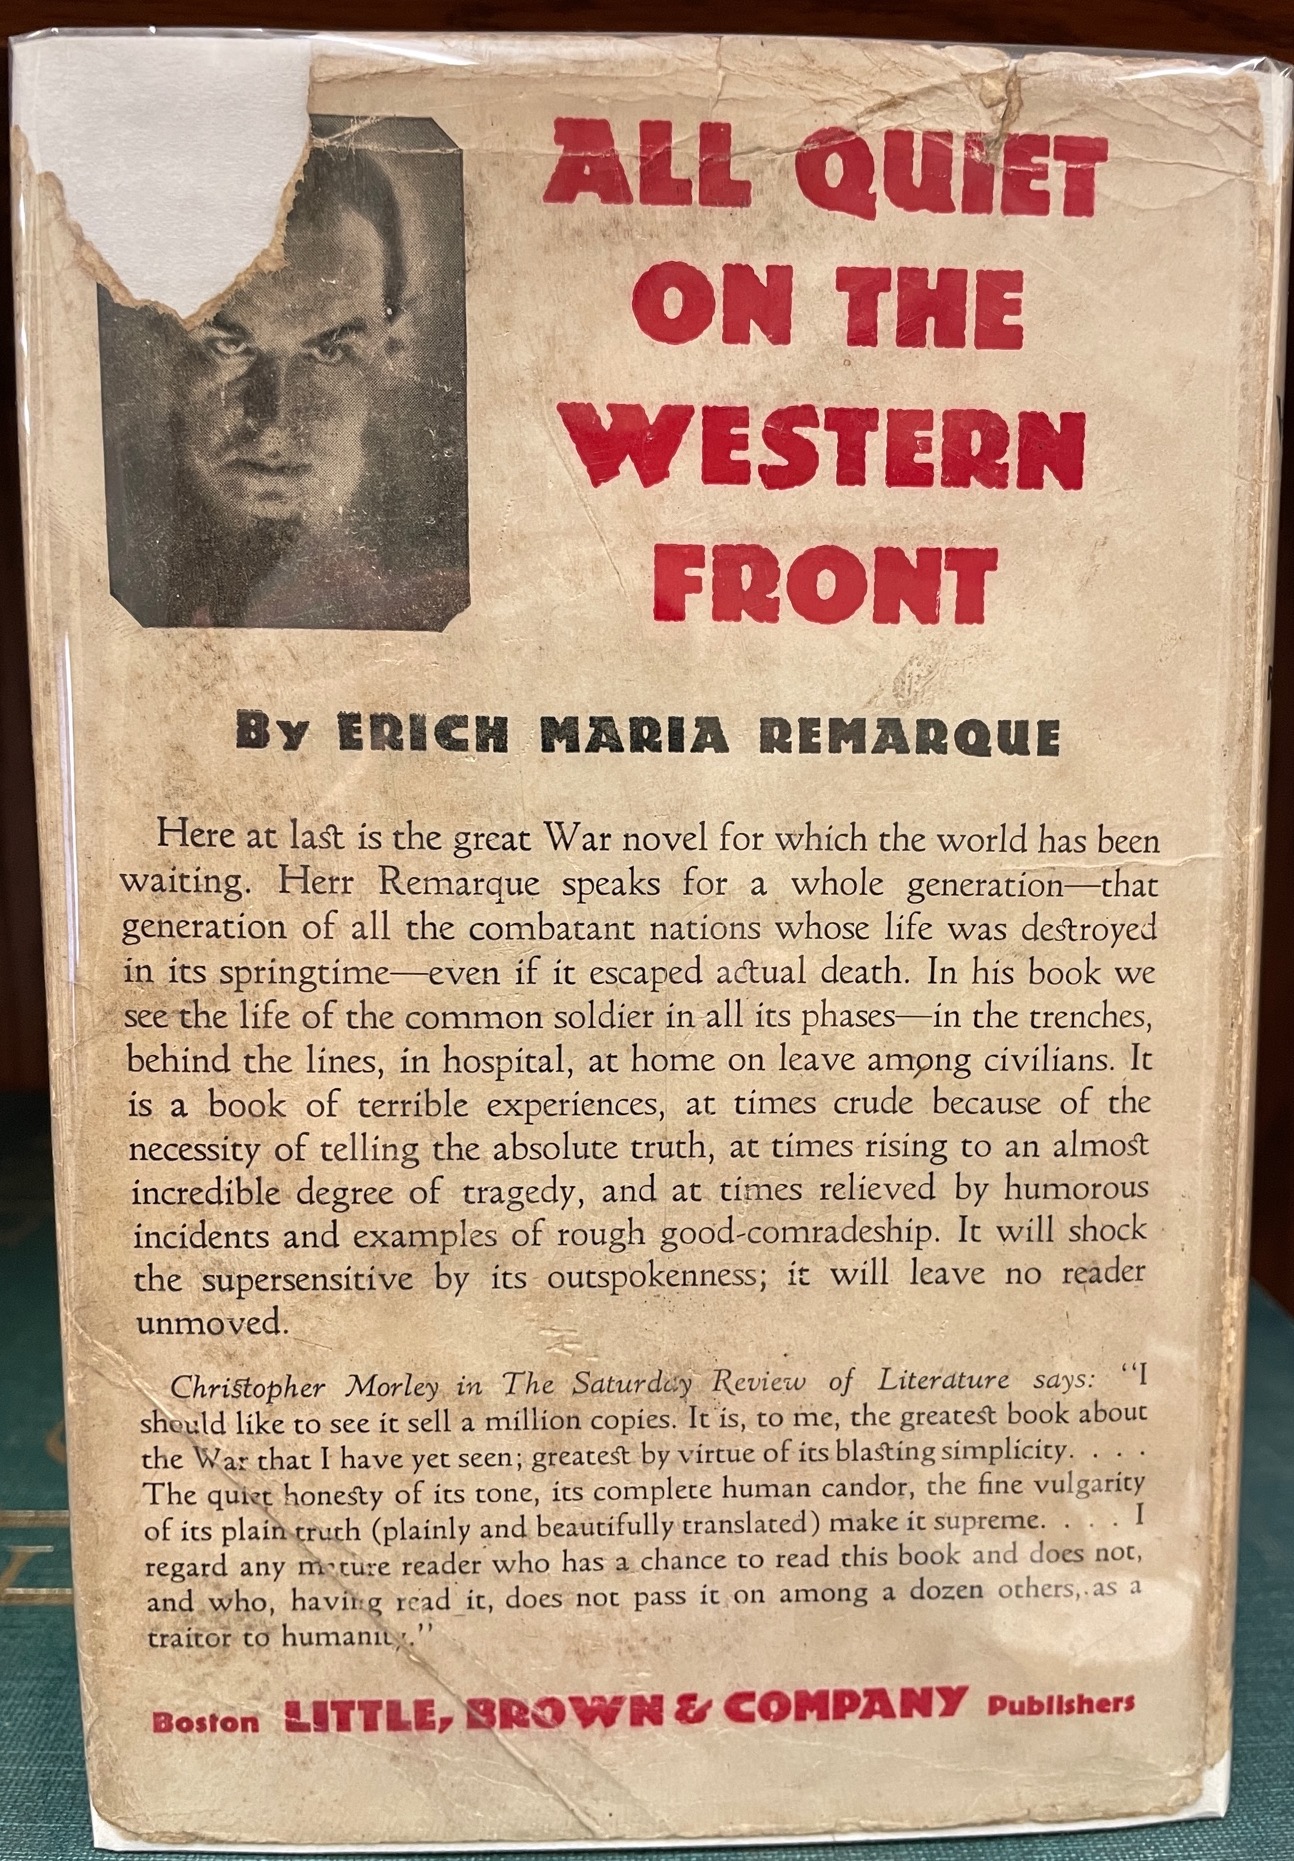 ALL QUIET
ON THE
WESTERN
FRONT
By ERICH MARIA REMARQUE
Here at last is the great War novel for which the world has been
waiting. Herr Remarque speaks for a whole generation—that
generation of all the combatant nations whose life was destroyed
in its springtime—even if it escaped actual death. In his book we
see the life of the common soldier in all its phases—in the trenches,
behind the lines, in hospital, at home on leave among civilians. It
is a book of terrible experiences, at times crude because of the
necessity of telling the absolute truth, at times rising to an almost
incredible degree of tragedy, and at times relieved by humorous
incidents and examples of rough good-comradeship. It will shock
the supersensitive by its outspokenness; it will leave no reader
unmoved.
Christopher Morley in The Saturday Review of Literature says: "I
should like to see it sell a million copies. It is, to me, the greatest book about
the War that I have yet seen; greatest by virtue of its blasting simplicity. . . .
The quiet honesty of its tone, its complete human candor, the fine vulgarity
of its plain truth (plainly and beautifully translated) make it supreme. . . . I
regard any mature reader who has a chance to read this book and does not,
and who, having read it, does not pass it on among a dozen others, as a
traitor to humanity."
Boston LITTLE, BROWN & COMPANY Publishers